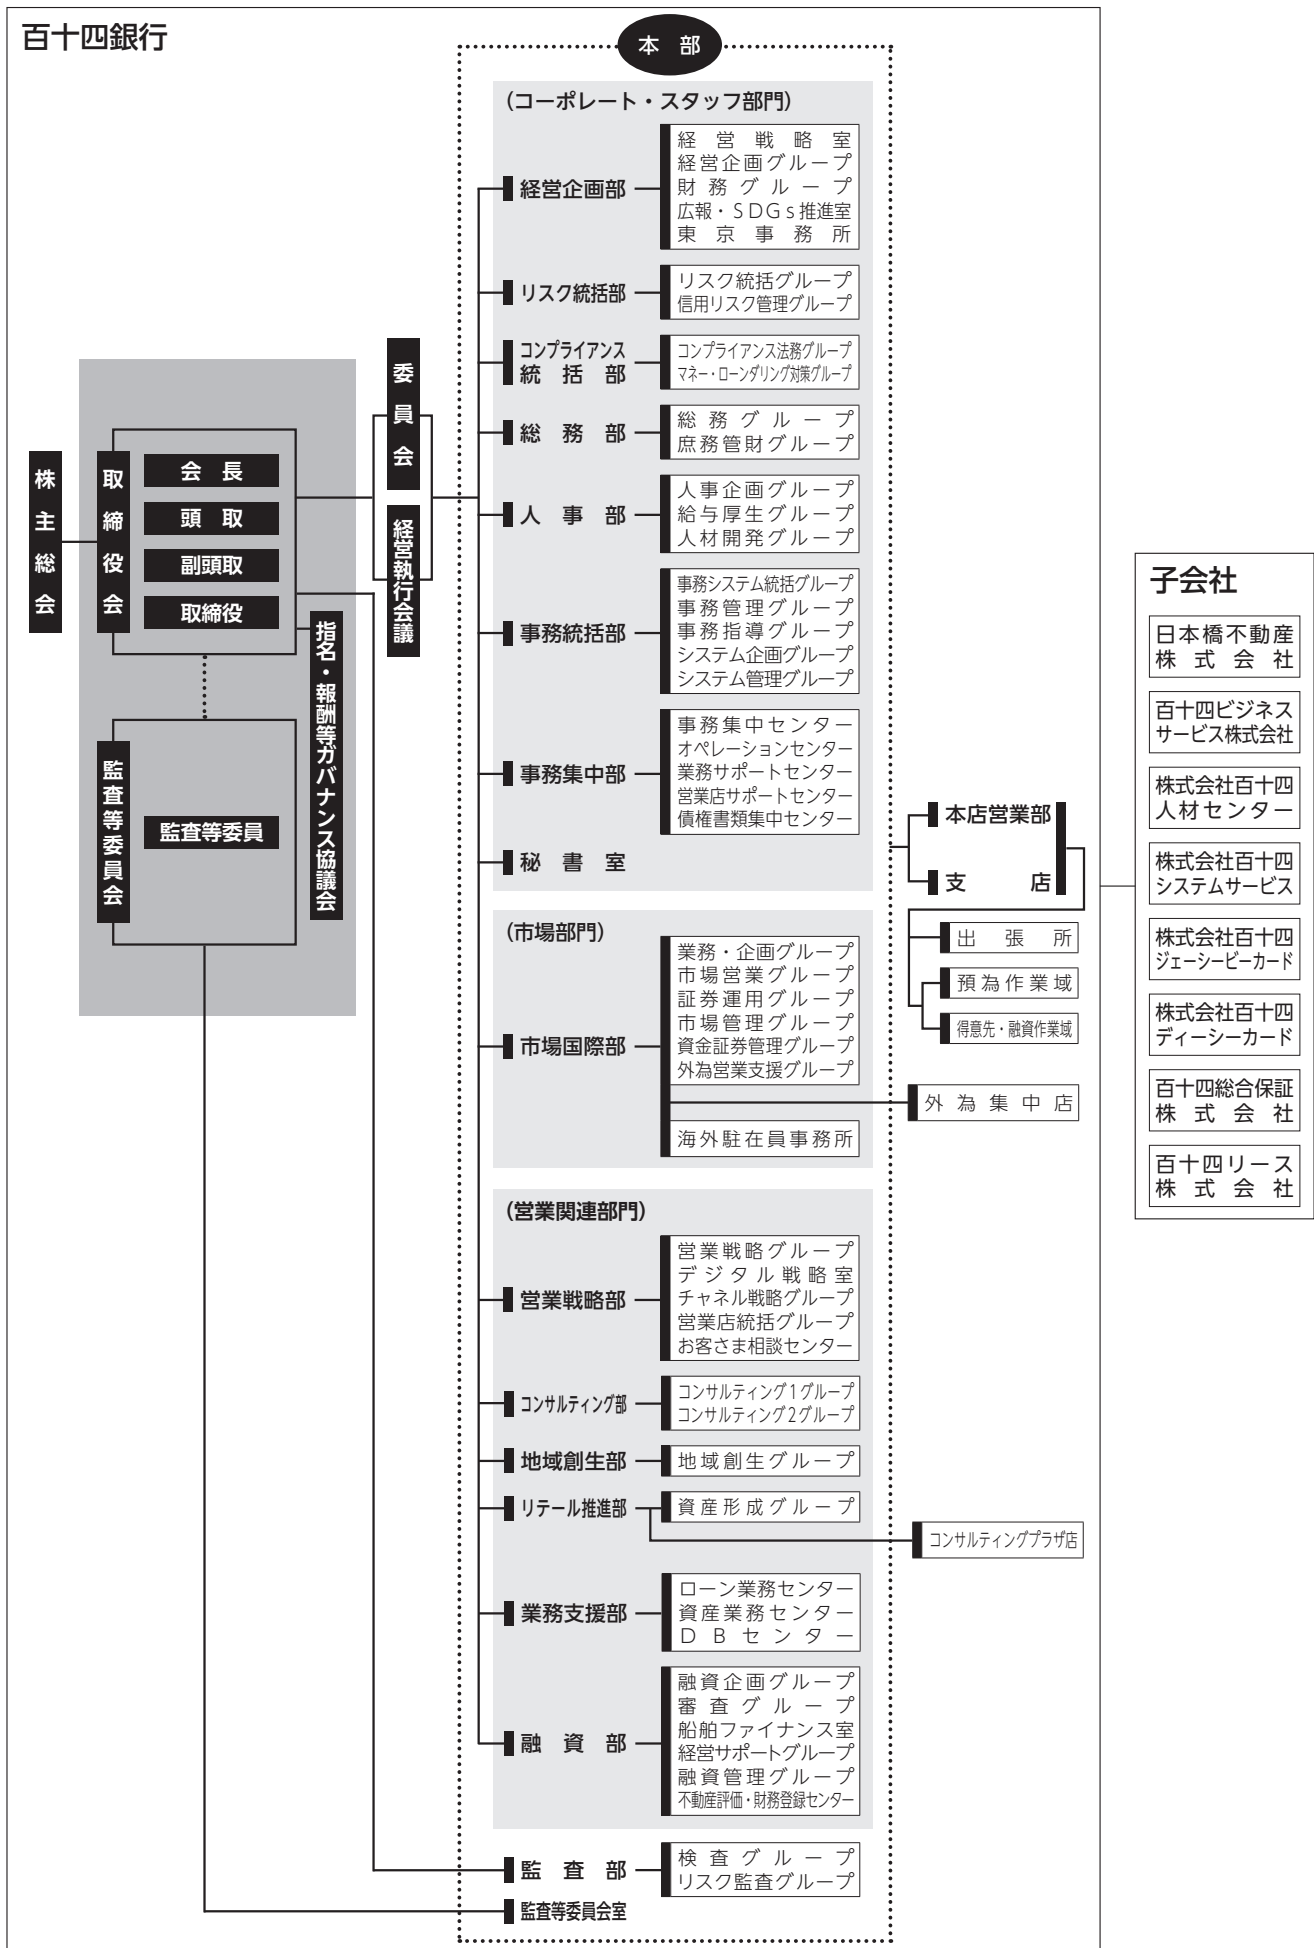 百十四銀行
本部
株主総会
取締役会
会長
頭取
副頭取
取締役
指名・報酬等ガバナンス協議会
監査等委員会
監査等委員
委員会
経営執行会議
(コーポレート・スタッフ部門)
経営企画部
経営戦略室
経営企画グループ
財務グループ
広報・SDGs推進室
東京事務所
リスク統括部
リスク統括グループ
信用リスク管理グループ
コンプライアンス
統括部
コンプライアンス法務グループ
マネー・ローンダリング対策グループ
総務部
総務グループ
庶務管財グループ
人事部
人事企画グループ
給与厚生グループ
人材開発グループ
事務統括部
事務システム統括グループ
事務管理グループ
事務指導グループ
システム企画グループ
システム管理グループ
事務集中部
事務集中センター
オペレーションセンター
業務サポートセンター
営業店サポートセンター
債権書類集中センター
秘書室
(市場部門)
市場国際部
業務・企画グループ
市場営業グループ
証券運用グループ
市場管理グループ
資金証券管理グループ
外為営業支援グループ
海外駐在員事務所
(営業関連部門)
営業戦略部
営業戦略グループ
デジタル戦略室
チャネル戦略グループ
営業店統括グループ
お客さま相談センター
コンサルティング部
コンサルティング1グループ
コンサルティング2グループ
地域創生部
地域創生グループ
リテール推進部
資産形成グループ
業務支援部
ローン業務センター
資産業務センター
DBセンター
融資部
融資企画グループ
審査グループ
船舶ファイナンス室
経営サポートグループ
融資管理グループ
不動産評価・財務登録センター
監査部
検査グループ
リスク監査グループ
監査等委員会室
本店営業部
支店
出張所
預為作業域
得意先・融資作業域
外為集中店
コンサルティングプラザ店
子会社
日本橋不動産
株式会社
百十四ビジネス
サービス株式会社
株式会社百十四
人材センター
株式会社百十四
システムサービス
株式会社百十四
ジェーシービーカード
株式会社百十四
ディーシーカード
百十四総合保証
株式会社
百十四リース
株式会社